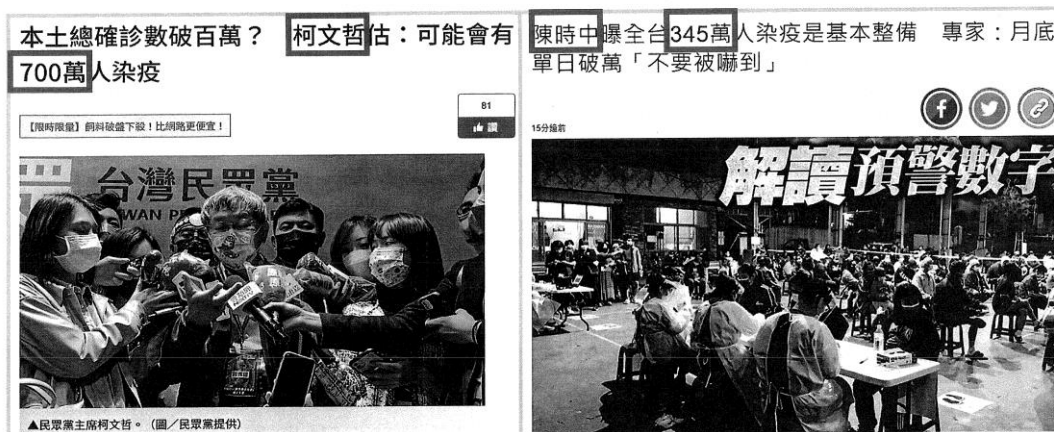 本土總確診數破百萬？ 柯文哲估：可能會有
700萬人染疫
【限時限量】飼料破盤下殺！比網路更便宜！
81
讚
台灣民眾黨
WAN PE
▲民眾黨主席柯文哲。（圖／民眾黨提供）
陳時中曝全台345萬人染疫是基本整備 專家：月底
單日破萬「不要被嚇到」
15分鐘前
解讀預警數字